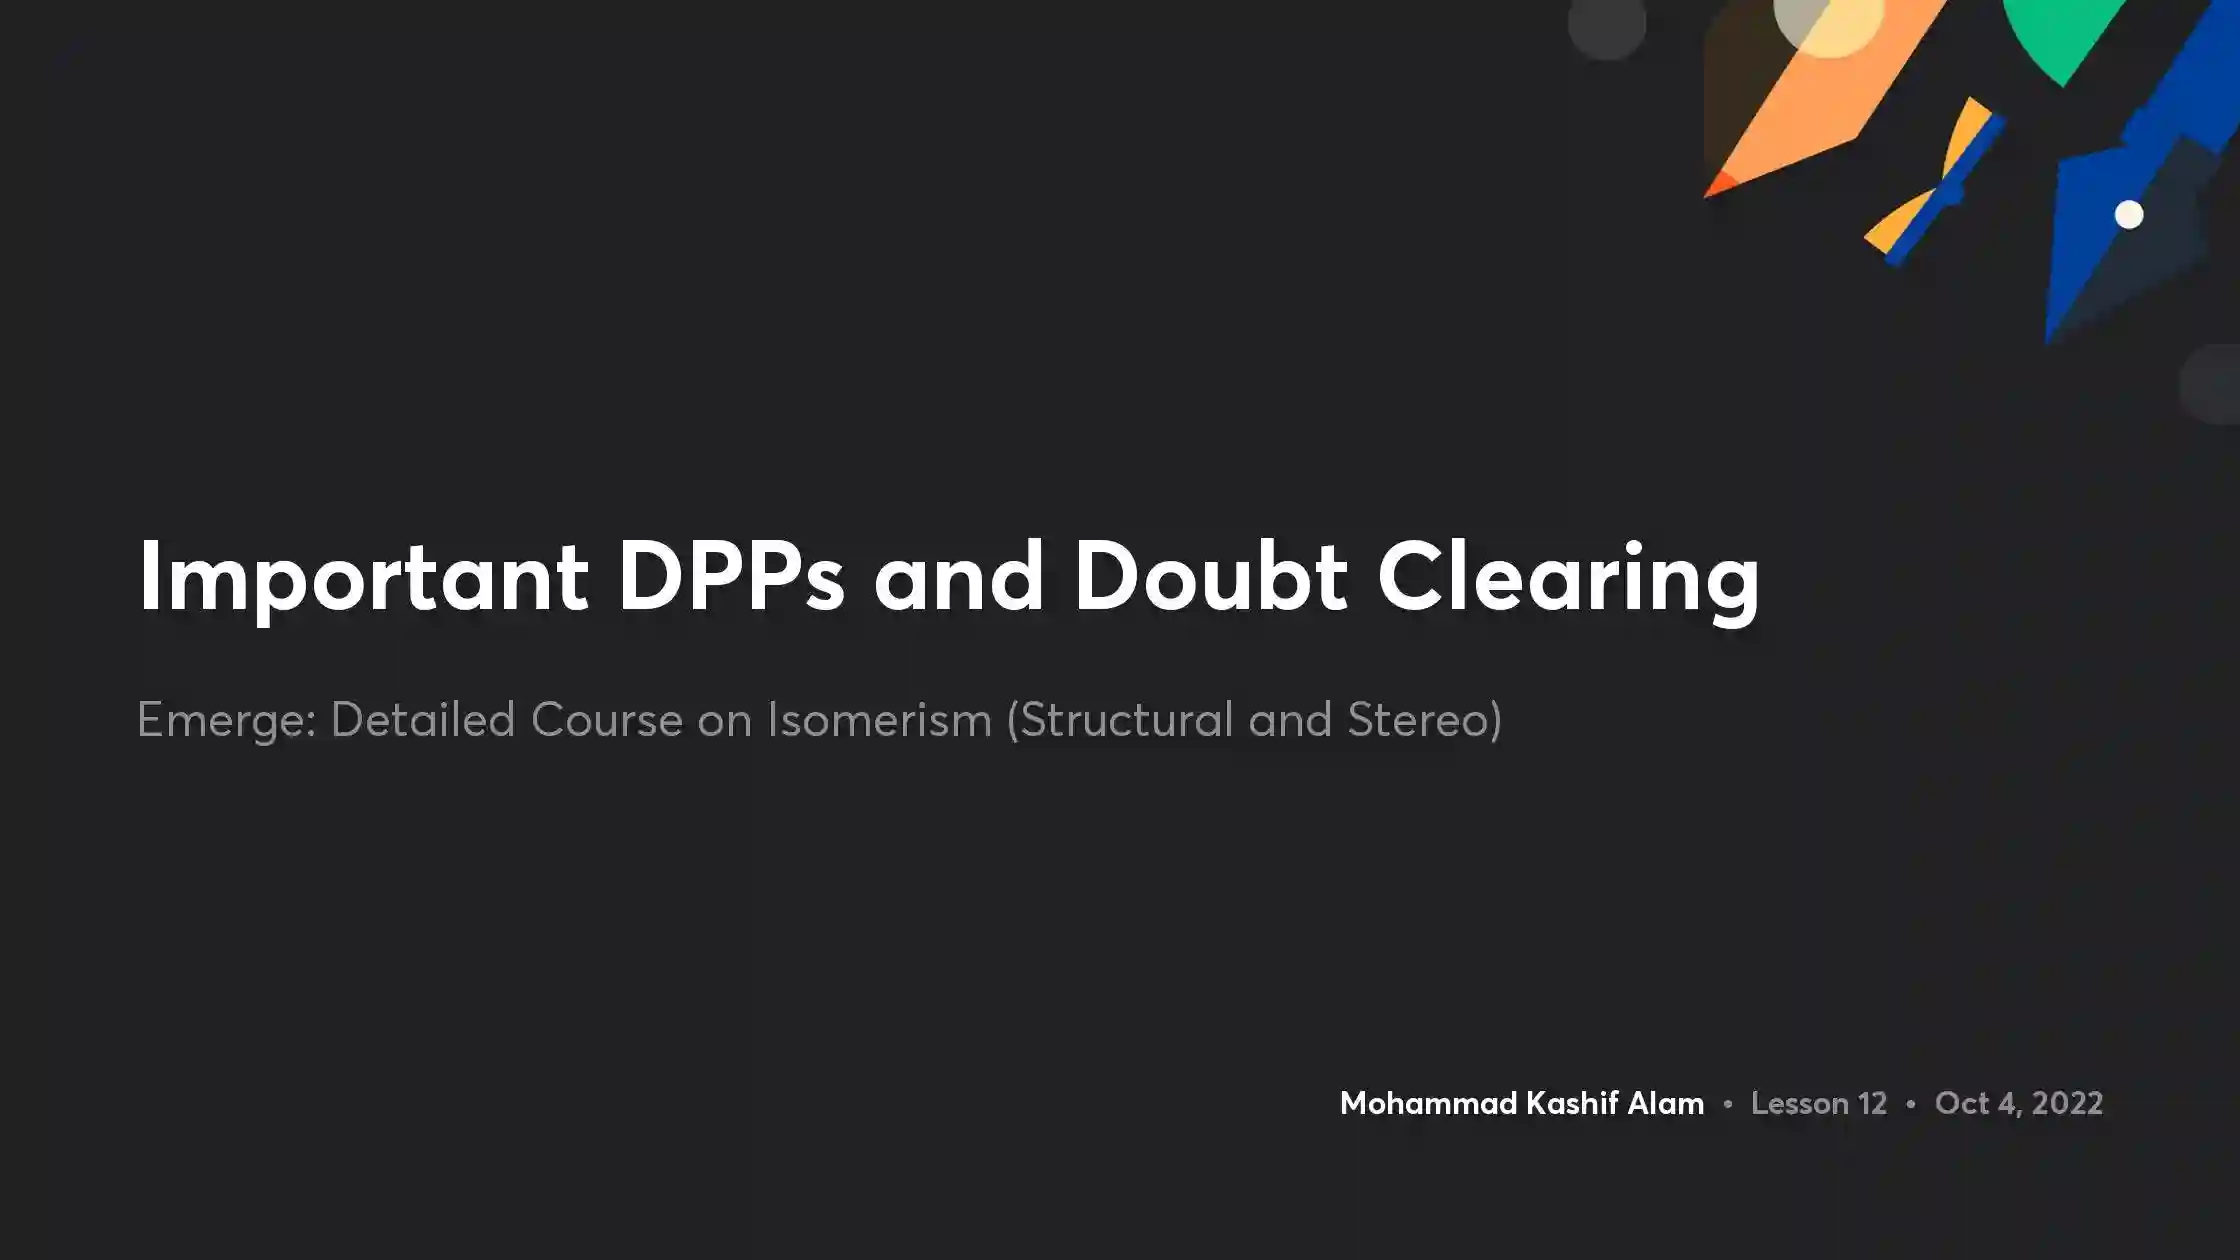 Important DPPs and Doubt Clearing
Emerge: Detailed Course on Isomerism (Structural and Stereo)
Mohammad Kashif Alam • Lesson 12 • Oct 4, 2022